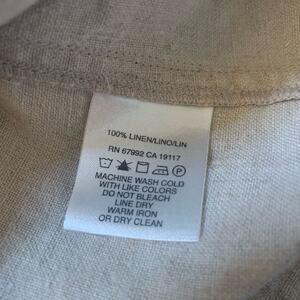 100% LINEN/LINO/LIN
RN 67992 CA 19117
P
MACHINE WASH COLD
WITH LIKE COLORS
DO NOT BLEACH
LINE DRY
WARM IRON
OR DRY CLEAN